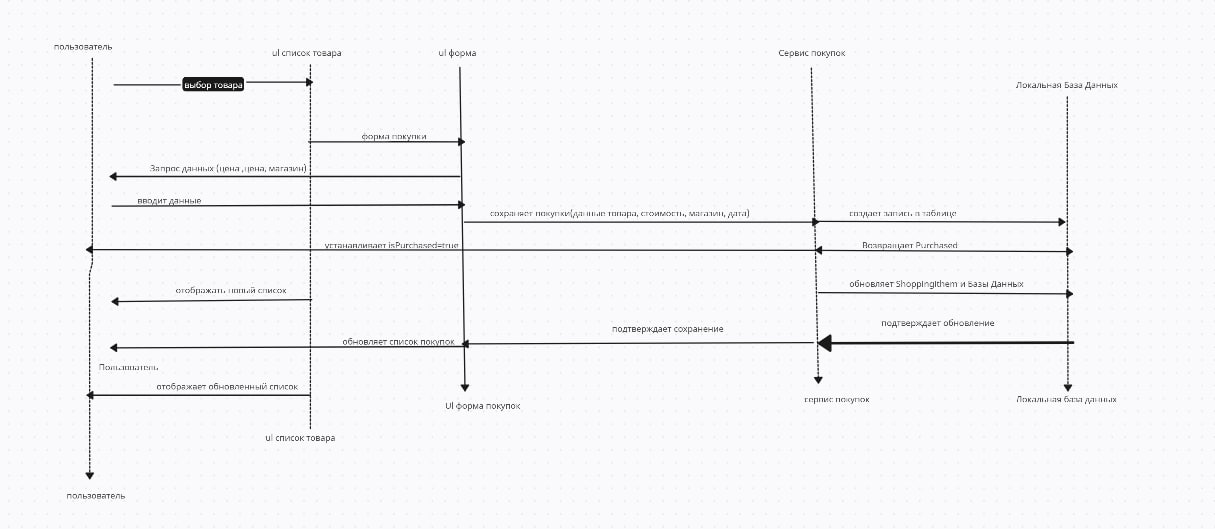 пользователь
ul список товара
ul форма
Сервис покупок
Локальная База Данных
выбор товара
форма покупки
Запрос данных (цена ,цена, магазин)
вводит данные
сохраняет покупки(данные товара, стоимость, магазин, дата)
создает запись в таблице
устанавливает isPurchased=true
Возвращает Purchased
отображать новый список
обновляет ShoppingIthem и Базы Данных
подтверждает сохранение
подтверждает обновление
обновляет список покупок
Пользователь
отображает обновленный список
Ul форма покупок
сервис покупок
Локальная база данных
ul список товара
пользователь